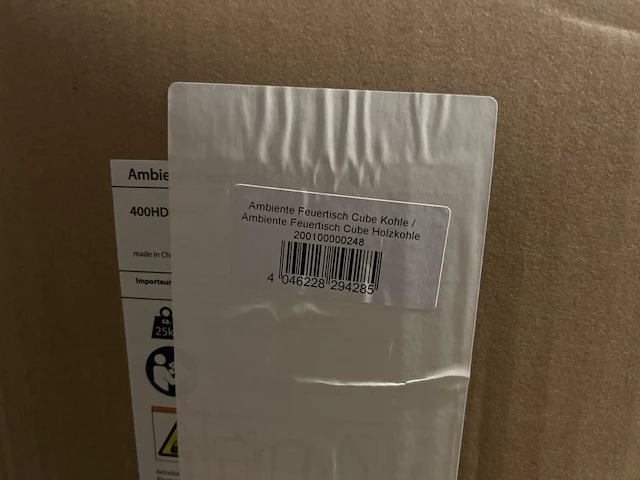 Ambie
400HD
made in Ch
Importeur
ca.
25k
Ambiente Feuertisch Cube Kohle /
Ambiente Feuertisch Cube Holzkohle
200100000248
4 046228 294285